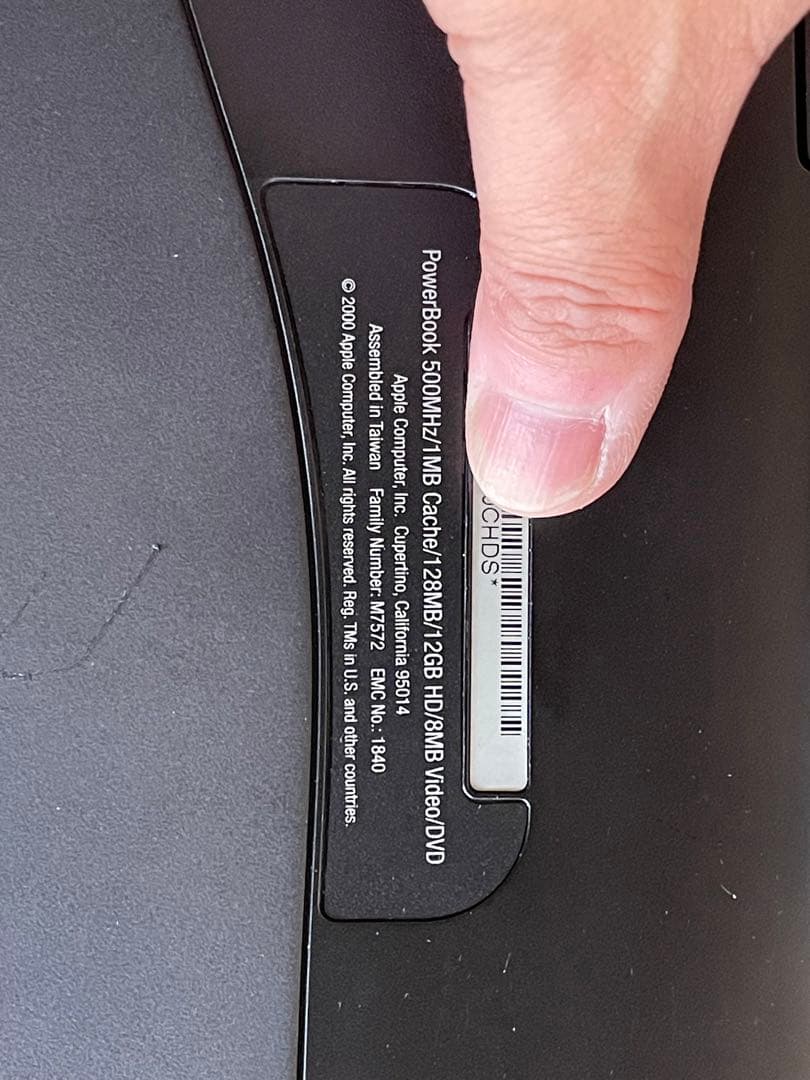 CHDS*
PowerBook 500MHz/1MB Cache/128MB/12GB HD/8MB Video/DVD
Apple Computer, Inc. Cupertino, California 95014
Assembled in Taiwan Family Number: M7572 EMC No.: 1840
© 2000 Apple Computer, Inc. All rights reserved. Reg. TMs in U.S. and other countries.